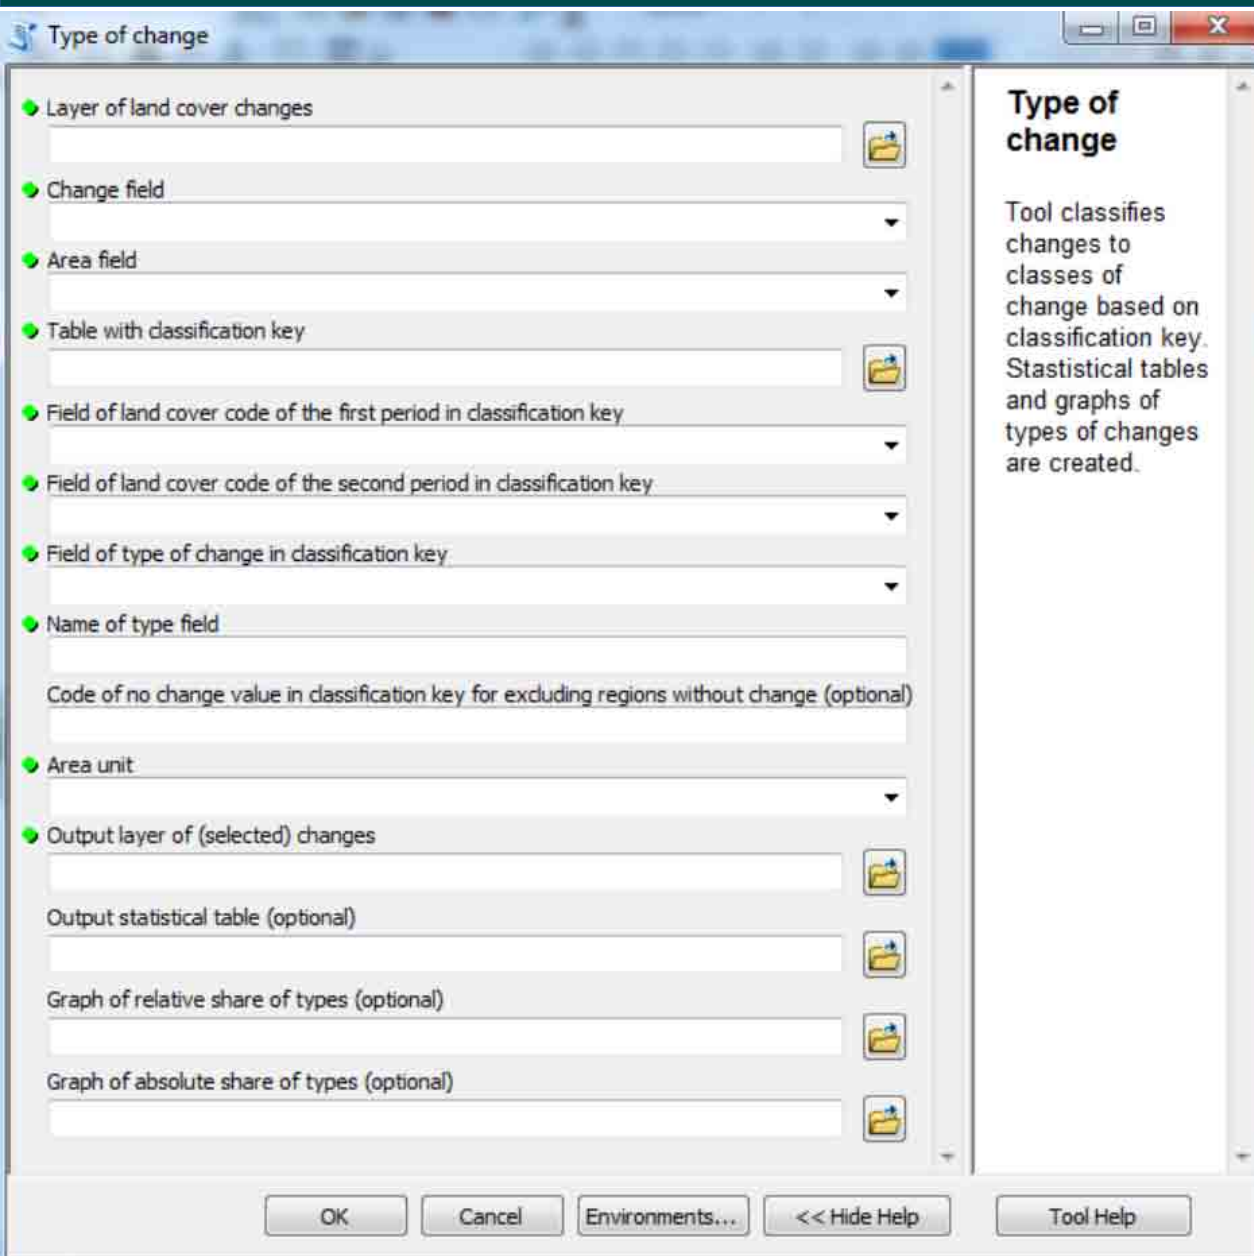 Type of change
Layer of land cover changes
Change field
Area field
Table with classification key
Field of land cover code of the first period in classification key
Field of land cover code of the second period in classification key
Field of type of change in classification key
Name of type field
Code of no change value in classification key for excluding regions without change (optional)
Area unit
Output layer of (selected) changes
Output statistical table (optional)
Graph of relative share of types (optional)
Graph of absolute share of types (optional)
OK
Cancel
Environments...
<< Hide Help
Type of
change
Tool classifies
changes to
classes of
change based on
classification key.
Stastistical tables
and graphs of
types of changes
are created.
Tool Help